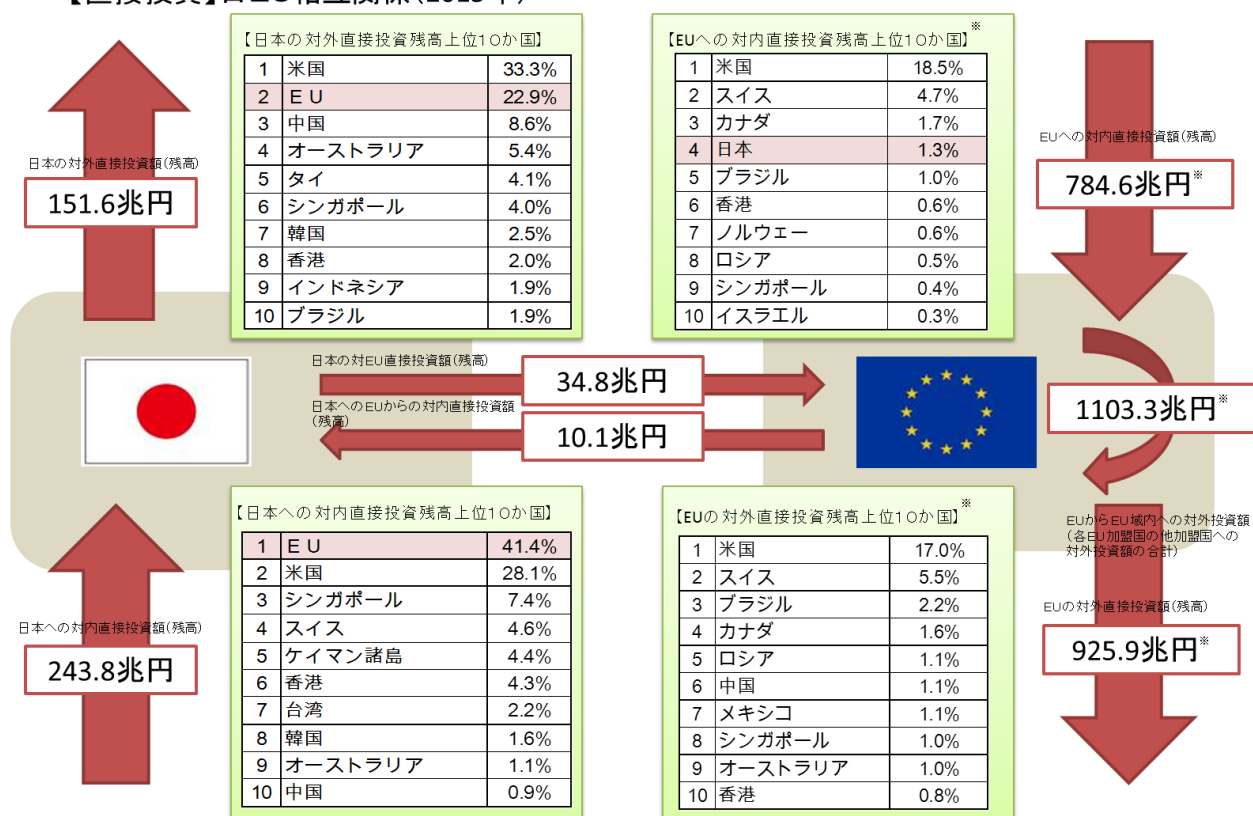 【日本の対外直接投資残高上位10か国】
1 米国 33.3%
2 EU 22.9%
3 中国 8.6%
4 オーストラリア 5.4%
5 タイ 4.1%
6 シンガポール 4.0%
7 韓国 2.5%
8 香港 2.0%
9 インドネシア 1.9%
10 ブラジル 1.9%
【EUへの対内直接投資残高上位10か国】※
1 米国 18.5%
2 スイス 4.7%
3 カナダ 1.7%
4 日本 1.3%
5 ブラジル 1.0%
6 香港 0.6%
7 ノルウェー 0.6%
8 ロシア 0.5%
9 シンガポール 0.4%
10 イスラエル 0.3%
日本の対外直接投資額(残高)
151.6兆円
EUへの対内直接投資額(残高)
784.6兆円※
日本の対EU直接投資額(残高)
34.8兆円
日本へのEUからの対内直接投資額
(残高)
10.1兆円
1103.3兆円※
EUからEU域内への対外投資額
(各EU加盟国の他加盟国への
対外投資額の合計)
【日本への対内直接投資残高上位10か国】
1 EU 41.4%
2 米国 28.1%
3 シンガポール 7.4%
4 スイス 4.6%
5 ケイマン諸島 4.4%
6 香港 4.3%
7 台湾 2.2%
8 韓国 1.6%
9 オーストラリア 1.1%
10 中国 0.9%
【EUの対外直接投資残高上位10か国】※
1 米国 17.0%
2 スイス 5.5%
3 ブラジル 2.2%
4 カナダ 1.6%
5 ロシア 1.1%
6 中国 1.1%
7 メキシコ 1.1%
8 シンガポール 1.0%
9 オーストラリア 1.0%
10 香港 0.8%
日本への対内直接投資額(残高)
243.8兆円
EUの対外直接投資額(残高)
925.9兆円※